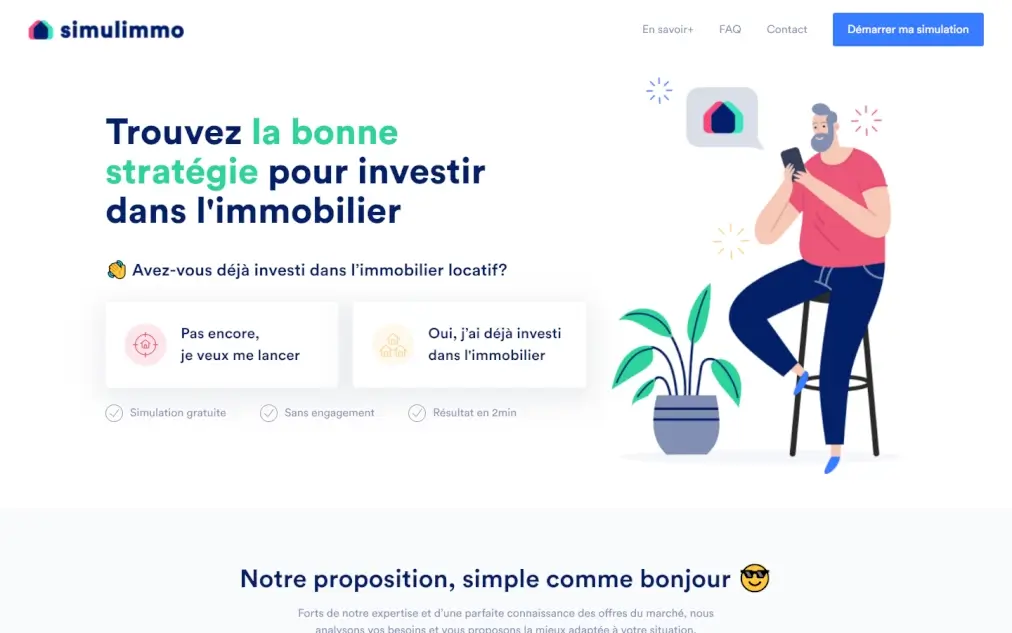 simulimmo
En savoir+
FAQ
Contact
Démarrer ma simulation
Trouvez la bonne
stratégie pour investir
dans l'immobilier
👏 Avez-vous déjà investi dans l’immobilier locatif?
Pas encore,
je veux me lancer
Oui, j’ai déjà investi
dans l'immobilier
Simulation gratuite
Sans engagement
Résultat en 2min
Notre proposition, simple comme bonjour 😎
Forts de notre expertise et d’une parfaite connaissance des offres du marché, nous
analysons vos besoins et vous proposons la mieux adaptée à votre situation.